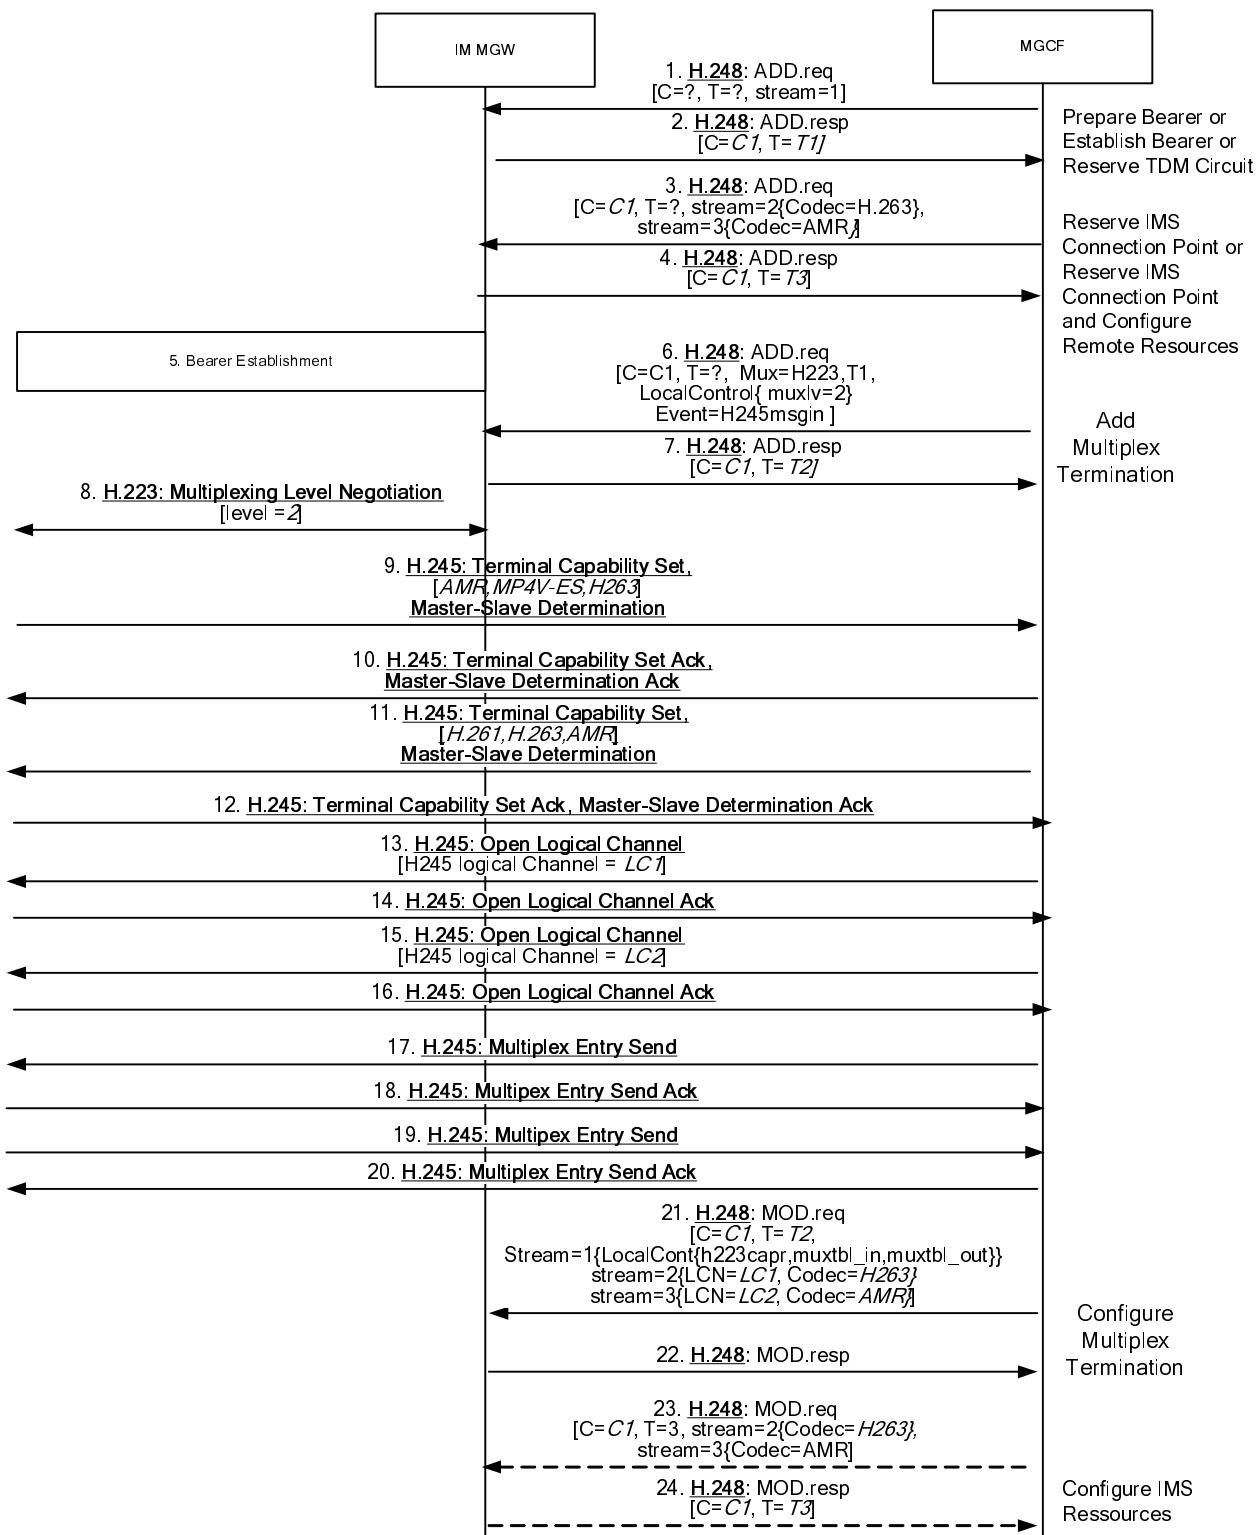 IM MGW
MGCF
1. H.248: ADD.req
[C=?, T=?, stream=1]
2. H.248: ADD.resp
[C=C1, T=T1]
Prepare Bearer or
Establish Bearer or
Reserve TDM Circuit
3. H.248: ADD.req
[C=C1, T=?, stream=2{Codec=H.263},
stream=3{Codec=AMR}]
4. H.248: ADD.resp
[C=C1, T=T3]
Reserve IMS
Connection Point or
Reserve IMS
Connection Point
and Configure
Remote Resources
5. Bearer Establishment
6. H.248: ADD.req
[C=C1, T=?, Mux=H223,T1,
LocalControl{ muxlv=2}
Event=H245msgin ]
7. H.248: ADD.resp
[C=C1, T=T2]
Add
Multiplex
Termination
8. H.223: Multiplexing Level Negotiation
[level =2]
9. H.245: Terminal Capability Set,
[AMR,MP4V-ES,H263]
Master-Slave Determination
10. H.245: Terminal Capability Set Ack,
Master-Slave Determination Ack
11. H.245: Terminal Capability Set,
[H.261,H.263,AMR]
Master-Slave Determination
12. H.245: Terminal Capability Set Ack, Master-Slave Determination Ack
13. H.245: Open Logical Channel
[H245 logical Channel = LC1]
14. H.245: Open Logical Channel Ack
15. H.245: Open Logical Channel
[H245 logical Channel = LC2]
16. H.245: Open Logical Channel Ack
17. H.245: Multiplex Entry Send
18. H.245: Multipex Entry Send Ack
19. H.245: Multipex Entry Send
20. H.245: Multiplex Entry Send Ack
21. H.248: MOD.req
[C=C1, T=T2,
Stream=1{LocalCont{h223capr,muxtbl_in,muxtbl_out}}
stream=2{LCN=LC1, Codec=H263}
stream=3{LCN=LC2, Codec=AMR}]
Configure
Multiplex
Termination
22. H.248: MOD.resp
23. H.248: MOD.req
[C=C1, T=3, stream=2{Codec=H263},
stream=3{Codec=AMR]
24. H.248: MOD.resp
[C=C1, T=T3]
Configure IMS
Ressources